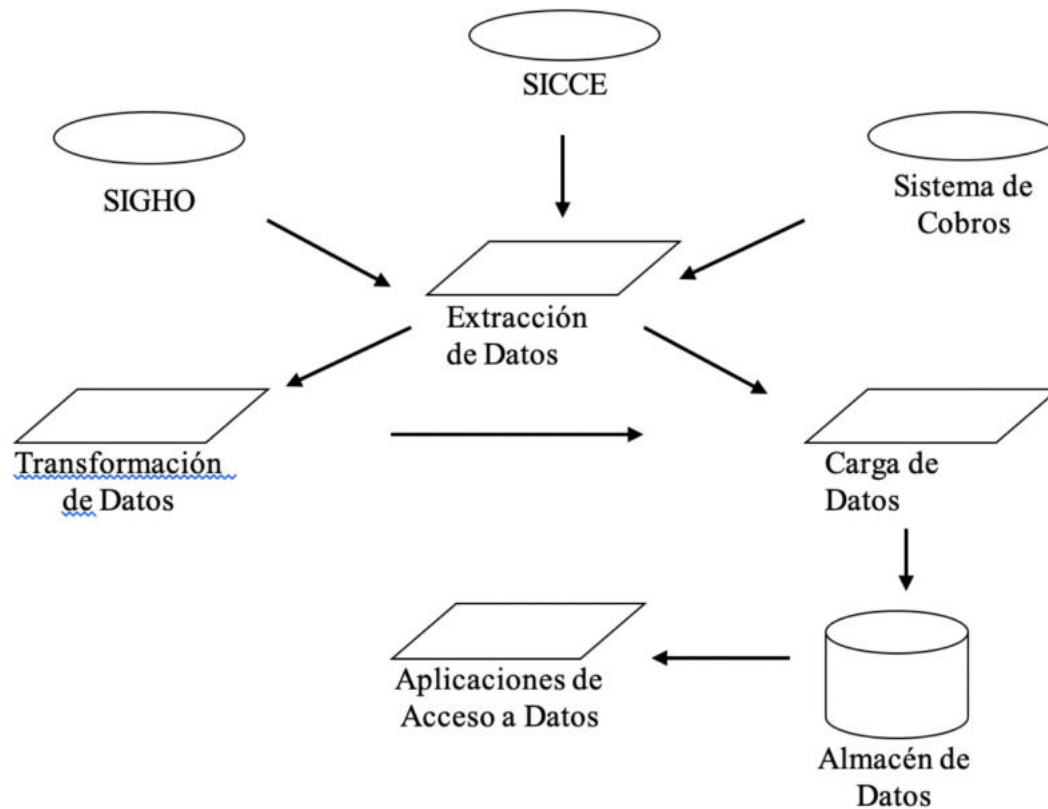 SICCE
SIGHO
Sistema de
Cobros
Extracción
de Datos
Transformación
de Datos
Carga de
Datos
Aplicaciones de
Acceso a Datos
Almacén de
Datos